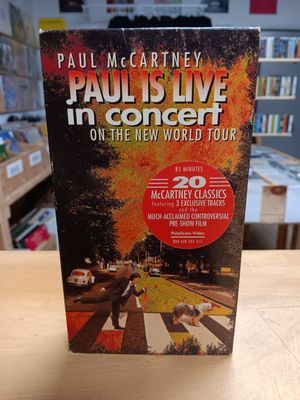 PAUL McCARTNEY
PAUL IS LIVE
in concert
ON THE NEW WORLD TOUR
85 MINUTES
20
McCARTNEY CLASSICS
featuring 3 EXCLUSIVE TRACKS
and the
MUCH-ACCLAIMED CONTROVERSIAL
PRE-SHOW FILM
PolyGram Video